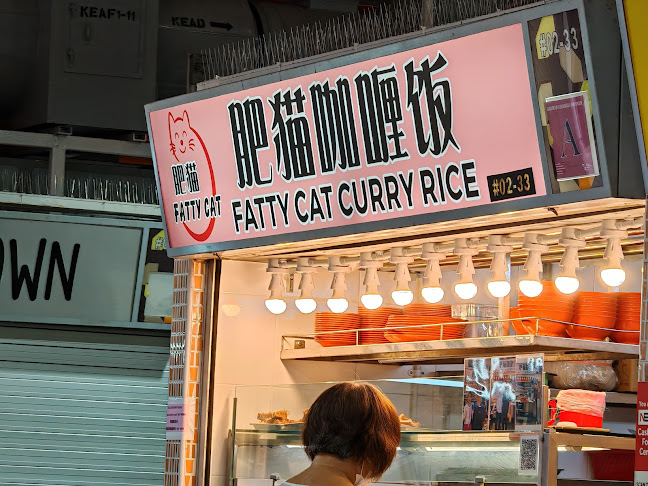 KEAF1-11
KEAD
#02-33
肥猫咖喱饭
肥猫
FATTY CAT
FATTY CAT CURRY RICE
#02-33
A
OWN